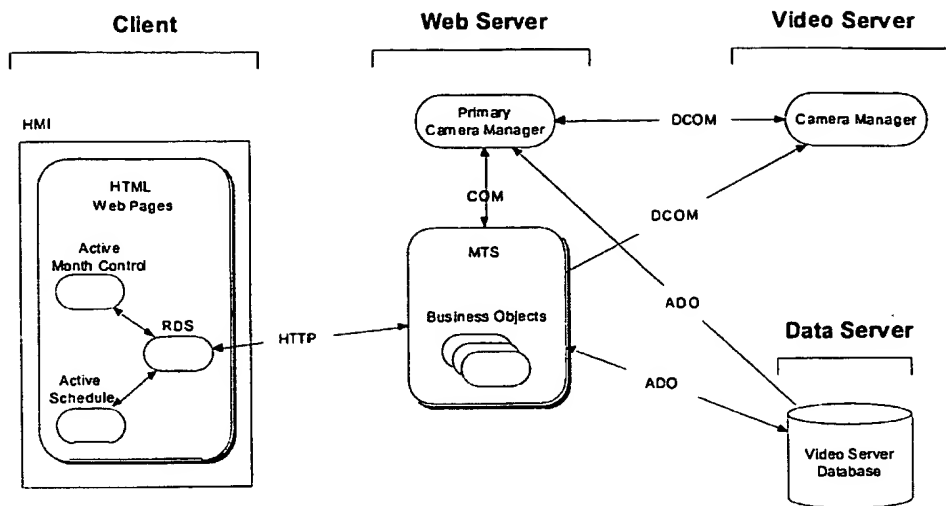 Client
Web Server
Video Server
HMI
HTML
Web Pages
Active
Month Control
RDS
Active
Schedule
HTTP
Primary
Camera Manager
DCOM
Camera Manager
COM
DCOM
MTS
Business Objects
ADO
ADO
Data Server
Video Server
Database